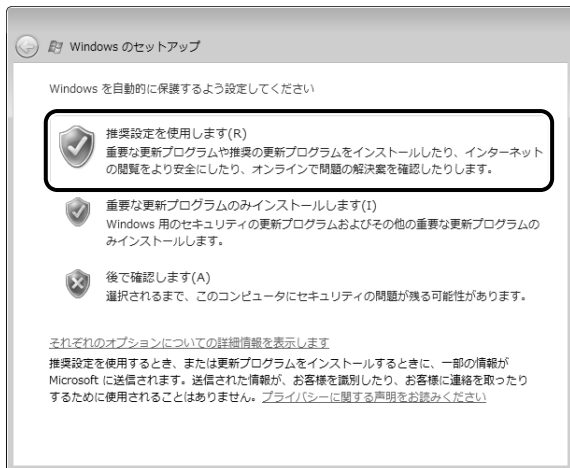 Windows のセットアップ
Windows を自動的に保護するよう設定してください
推奨設定を使用します(R)
重要な更新プログラムや推奨の更新プログラムをインストールしたり、インターネット
の閲覧をより安全にしたり、オンラインで問題の解決案を確認したりします。
重要な更新プログラムのみインストールします(I)
Windows 用のセキュリティの更新プログラムおよびその他の重要な更新プログラムの
みインストールします。
後で確認します(A)
選択されるまで、このコンピュータにセキュリティの問題が残る可能性があります。
それぞれのオプションについての詳細情報を表示します
推奨設定を使用するとき、または更新プログラムをインストールするときに、一部の情報が
Microsoft に送信されます。送信された情報が、お客様を識別したり、お客様に連絡を取ったり
するために使用されることはありません。プライバシーに関する声明をお読みください